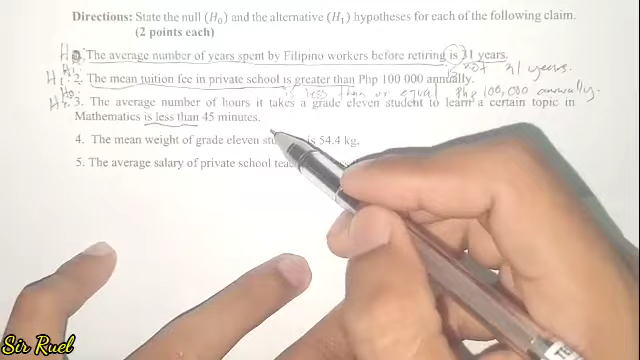 Directions: State the null (H₀) and the alternative (H₁) hypotheses for each of the following claim.
(2 points each)
The average number of years spent by Filipino workers before retiring is 31 years.
is not 31 years.
2. The mean tuition fee in private school is greater than Php 100 000 annually.
is less than or equal Php 100,000 annually.
3. The average number of hours it takes a grade eleven student to learn a certain topic in
Mathematics is less than 45 minutes.
4. The mean weight of grade eleven is 54.4 kg.
5. The average salary of private school
Sir Ruel